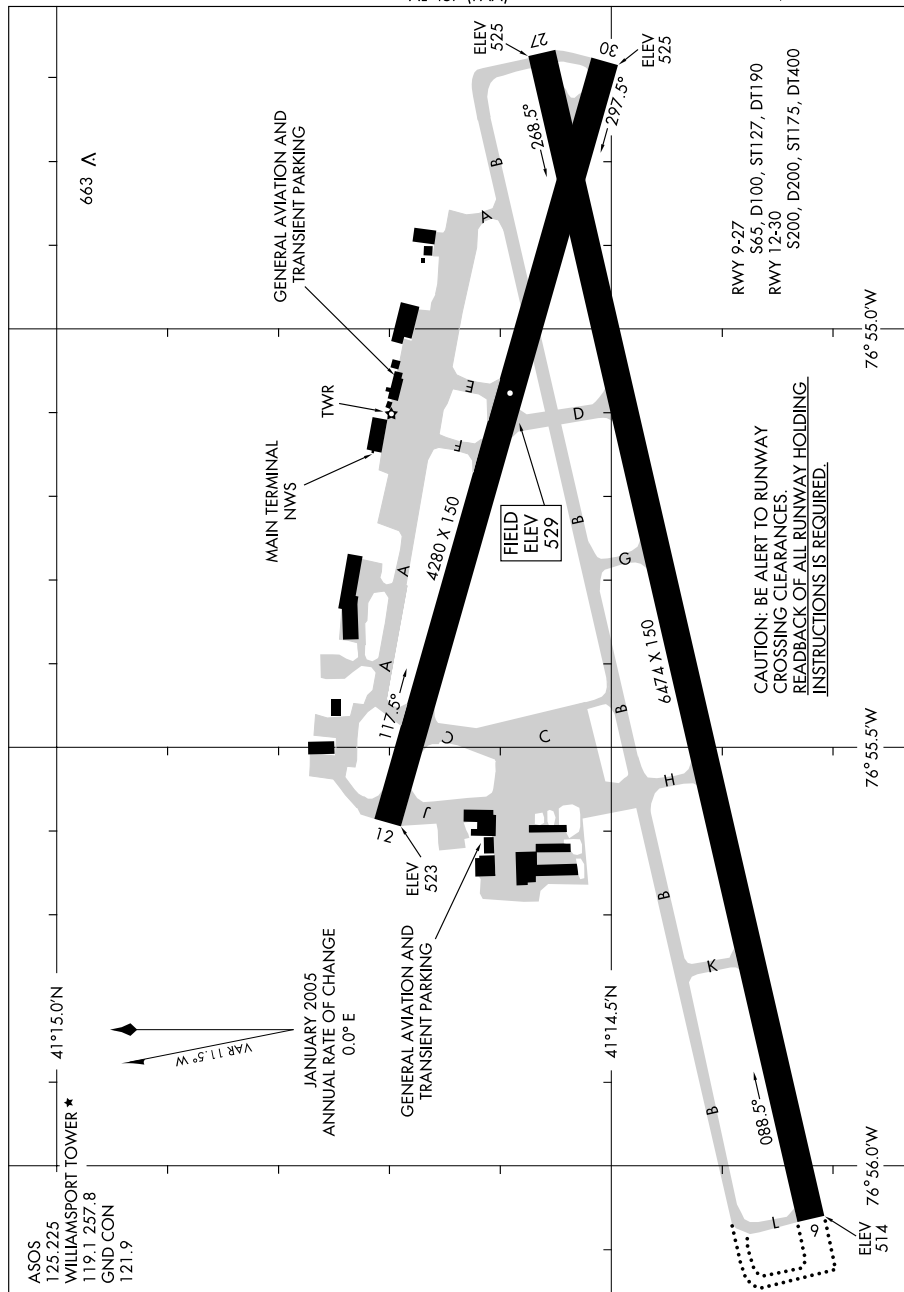 AL-457 (FAA)
ASOS
125.225
WILLIAMSPORT TOWER ★
119.1 257.8
GND CON
121.9
41°15.0'N
VAR 11.5° W
JANUARY 2005
ANNUAL RATE OF CHANGE
0.0° E
GENERAL AVIATION AND
TRANSIENT PARKING
ELEV
523
12
J
117.5°
C
C
A
A
A
MAIN TERMINAL
NWS
TWR
GENERAL AVIATION AND
TRANSIENT PARKING
663
F
E
4280 X 150
FIELD
ELEV
529
D
B
ELEV
525
27
268.5°
30
ELEV
525
297.5°
41°14.5'N
B
G
B
H
B
K
B
L
6474 X 150
088.5°
9
ELEV
514
RWY 9-27
S65, D100, ST127, DT190
RWY 12-30
S200, D200, ST175, DT400
CAUTION: BE ALERT TO RUNWAY
CROSSING CLEARANCES.
READBACK OF ALL RUNWAY HOLDING
INSTRUCTIONS IS REQUIRED.
76°56.0'W
76°55.5'W
76°55.0'W